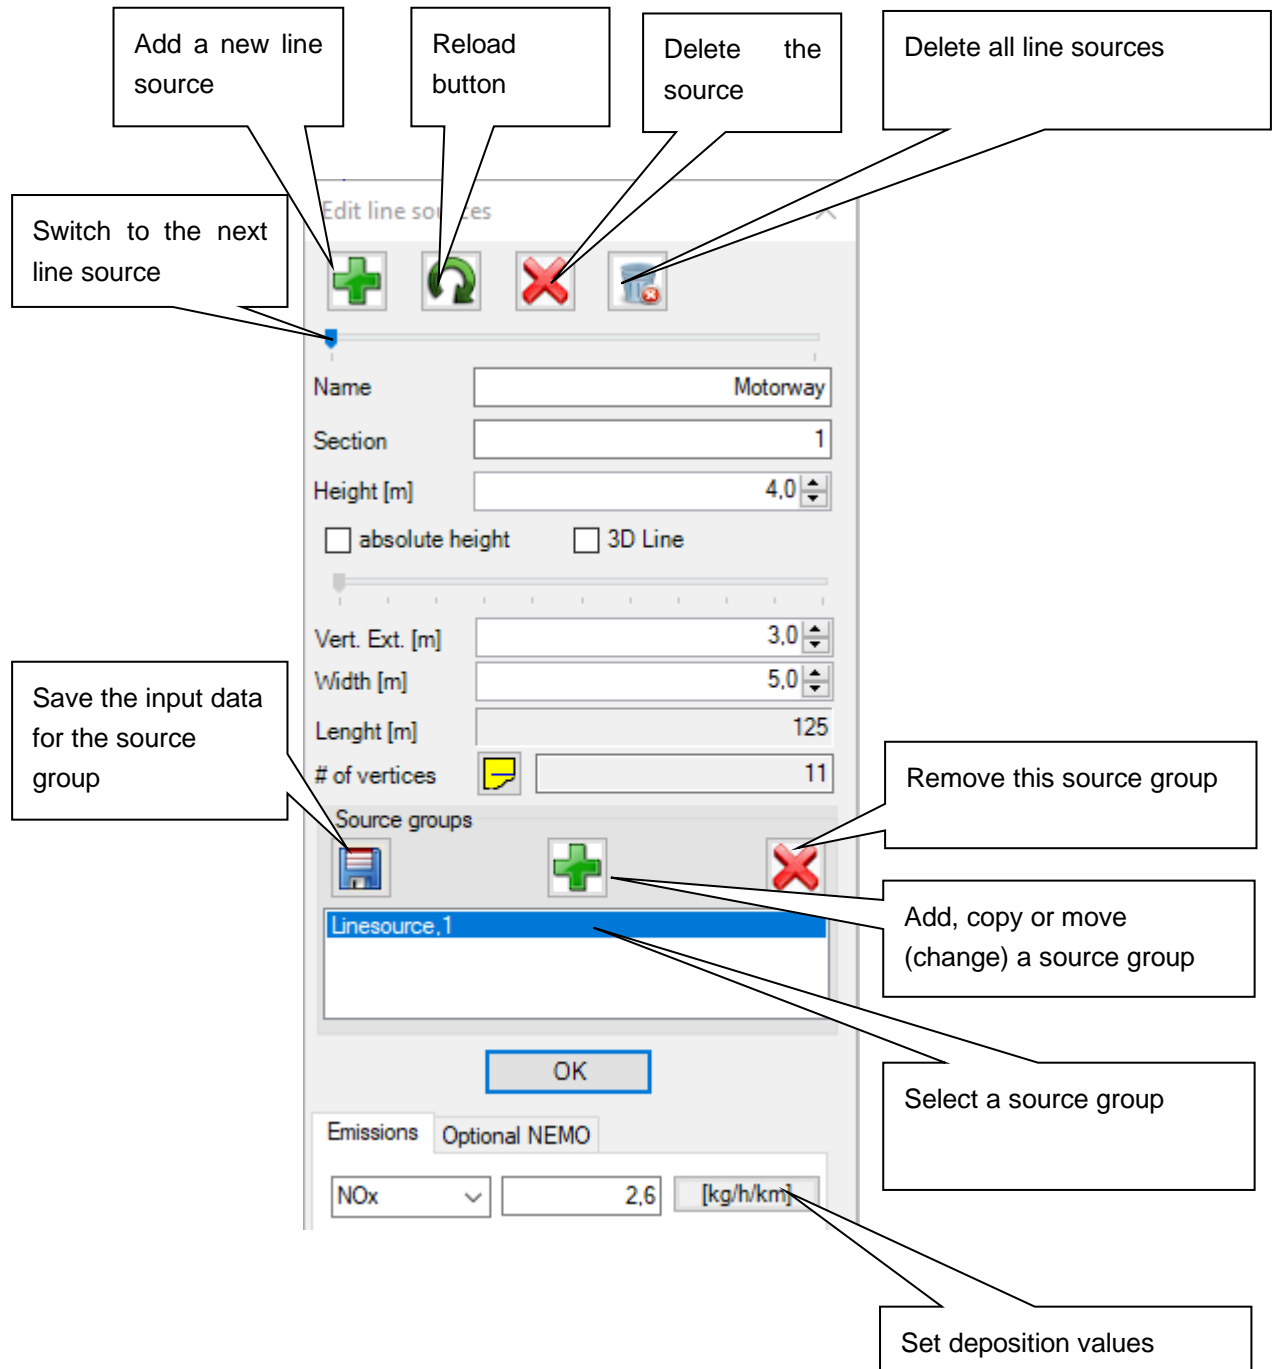 Add a new line
source
Reload
button
Delete the
source
Delete all line sources
Switch to the next
line source
Edit line sources
Name
Motorway
Section
1
Height [m]
4,0
absolute height
3D Line
Vert. Ext. [m]
3,0
Width [m]
5,0
Lenght [m]
125
# of vertices
11
Save the input data
for the source
group
Source groups
Remove this source group
Linesource,1
Add, copy or move
(change) a source group
OK
Select a source group
Emissions
Optional NEMO
NOx
2,6
[kg/h/km]
Set deposition values